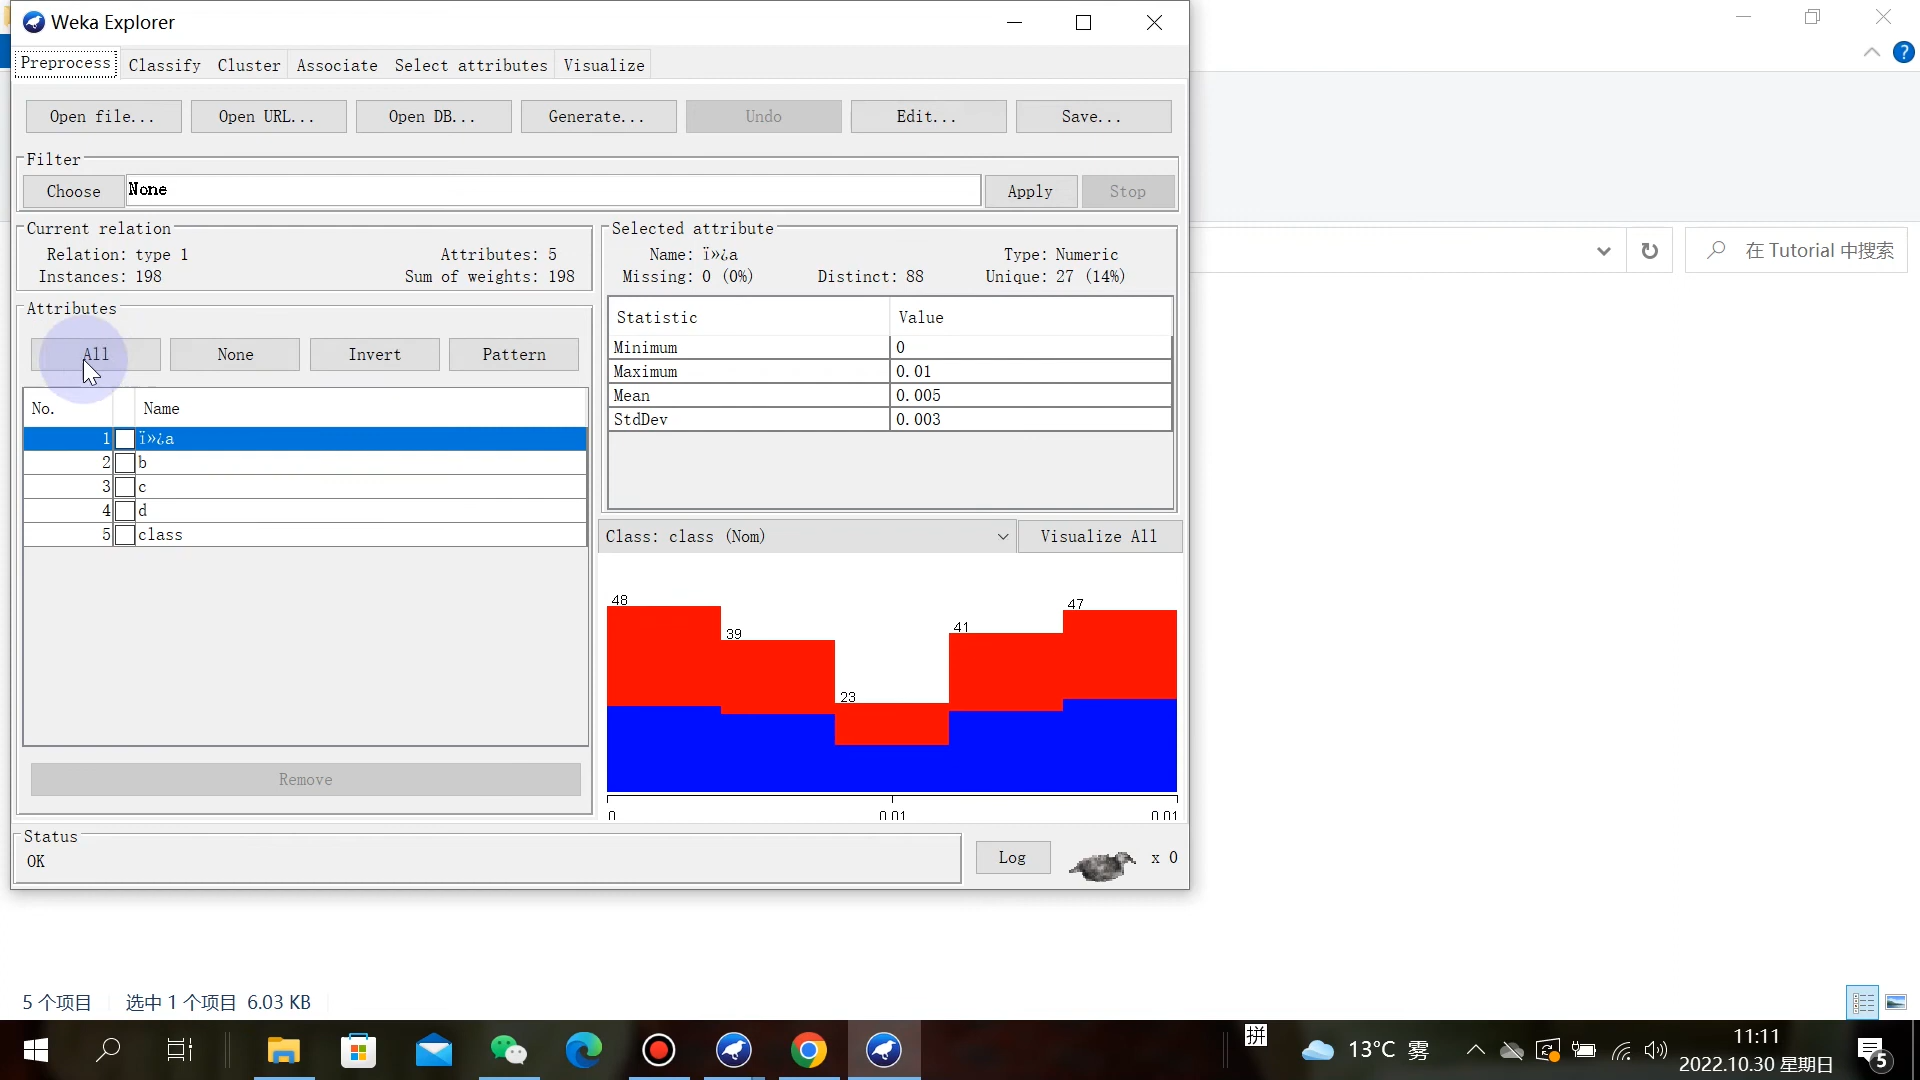 Weka Explorer
Preprocess Classify Cluster Associate Select attributes Visualize
Open file... Open URL... Open DB... Generate... Undo Edit... Save...
Filter
Choose None Apply Stop
Current relation
Relation: type 1 Attributes: 5
Instances: 198 Sum of weights: 198
Selected attribute
Name: ï»¿a Type: Numeric
Missing: 0 (0%) Distinct: 88 Unique: 27 (14%)
在 Tutorial 中搜索
Attributes
All None Invert Pattern
No. Name
1 ï»¿a
2 b
3 c
4 d
5 class
Remove
Statistic Value
Minimum 0
Maximum 0.01
Mean 0.005
StdDev 0.003
Class: class (Nom) Visualize All
48
39
23
41
47
0 0.01 0.01
Status
OK
Log x 0
5 个项目 选中 1 个项目 6.03 KB
拼
13°C 雾
11:11
2022.10.30 星期日
5